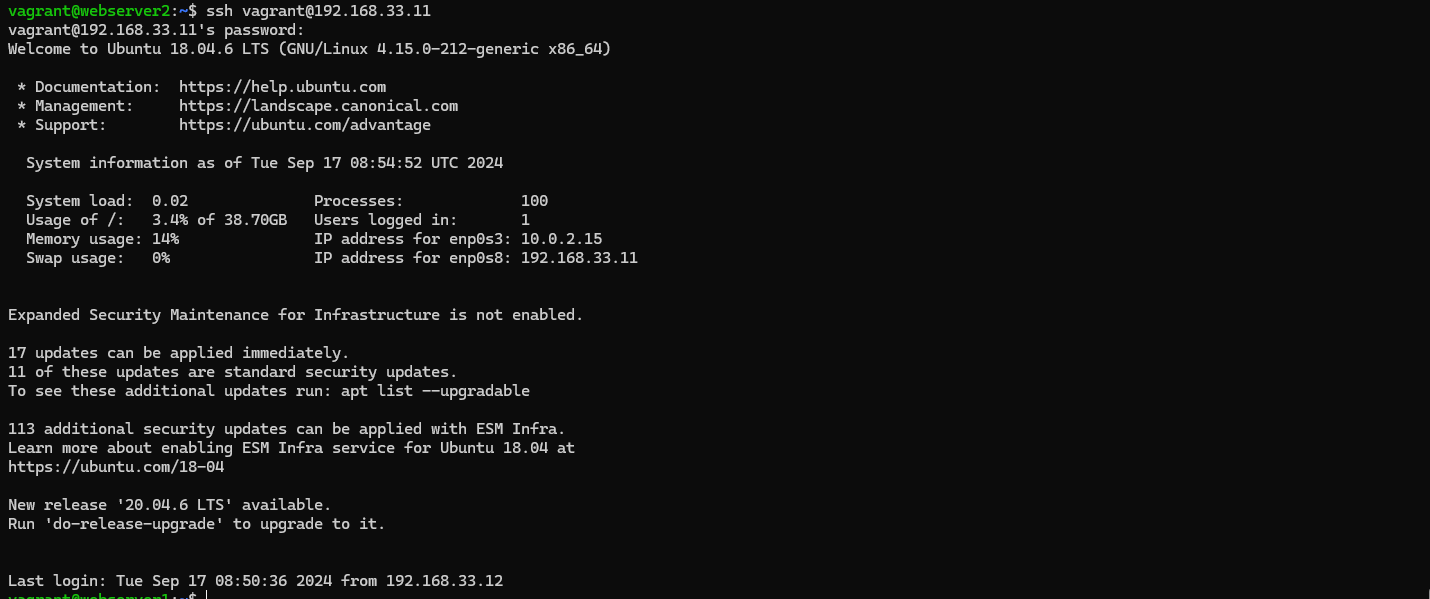 vagrant@webserver2:~$ ssh vagrant@192.168.33.11
vagrant@192.168.33.11's password:
Welcome to Ubuntu 18.04.6 LTS (GNU/Linux 4.15.0-212-generic x86_64)
* Documentation:  https://help.ubuntu.com
* Management:     https://landscape.canonical.com
* Support:        https://ubuntu.com/advantage
System information as of Tue Sep 17 08:54:52 UTC 2024
System load:  0.02              Processes:             100
Usage of /:   3.4% of 38.70GB   Users logged in:       1
Memory usage: 14%               IP address for enp0s3: 10.0.2.15
Swap usage:   0%                IP address for enp0s8: 192.168.33.11
Expanded Security Maintenance for Infrastructure is not enabled.
17 updates can be applied immediately.
11 of these updates are standard security updates.
To see these additional updates run: apt list --upgradable
113 additional security updates can be applied with ESM Infra.
Learn more about enabling ESM Infra service for Ubuntu 18.04 at
https://ubuntu.com/18-04
New release '20.04.6 LTS' available.
Run 'do-release-upgrade' to upgrade to it.
Last login: Tue Sep 17 08:50:36 2024 from 192.168.33.12
vagrant@webserver1:~$